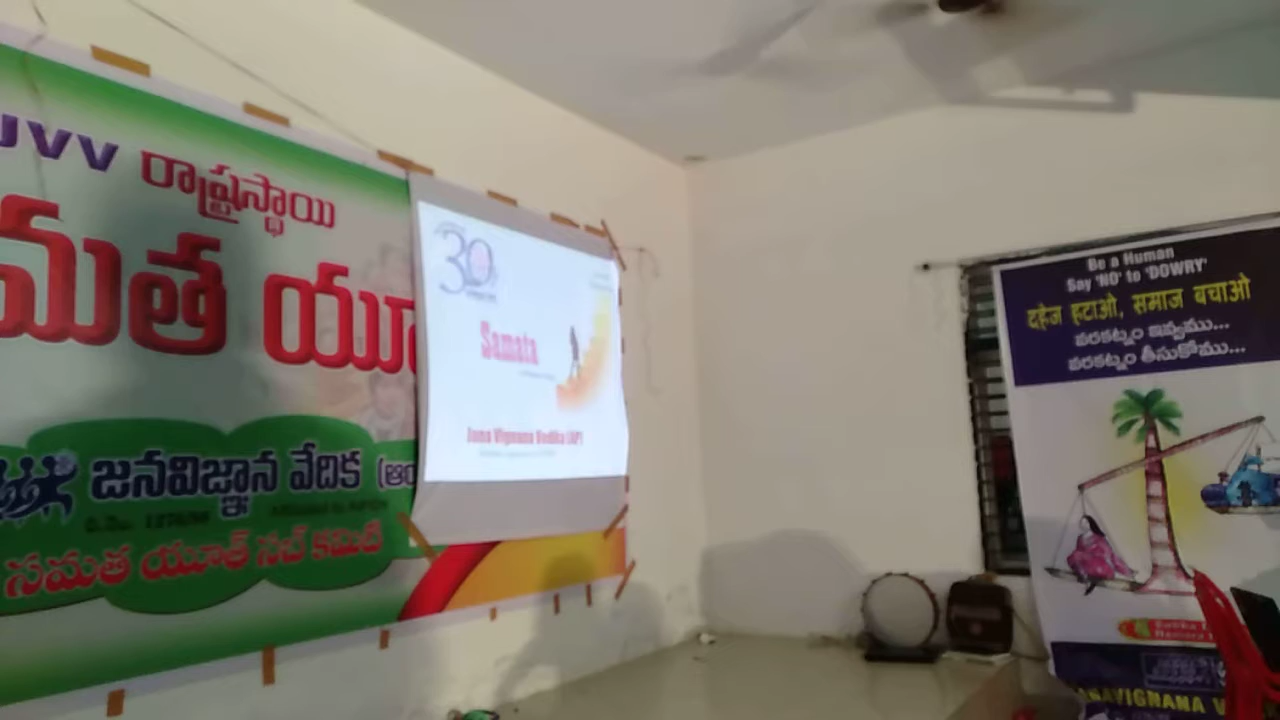 JVV రాష్ట్రస్థాయి
మత యూ
జనవిజ్ఞాన వేదిక (ఆం
సమత యూత్ సబ్ కమిటీ
30
Samata
Jana Vignana Vedika (AP)
Be a Human
Say 'NO' to 'DOWRY'
दहेज हटाओ, समाज बचाओ
వరకట్నం ఇవ్వము...
వరకట్నం తీసుకోము...
NAVIGNANA V